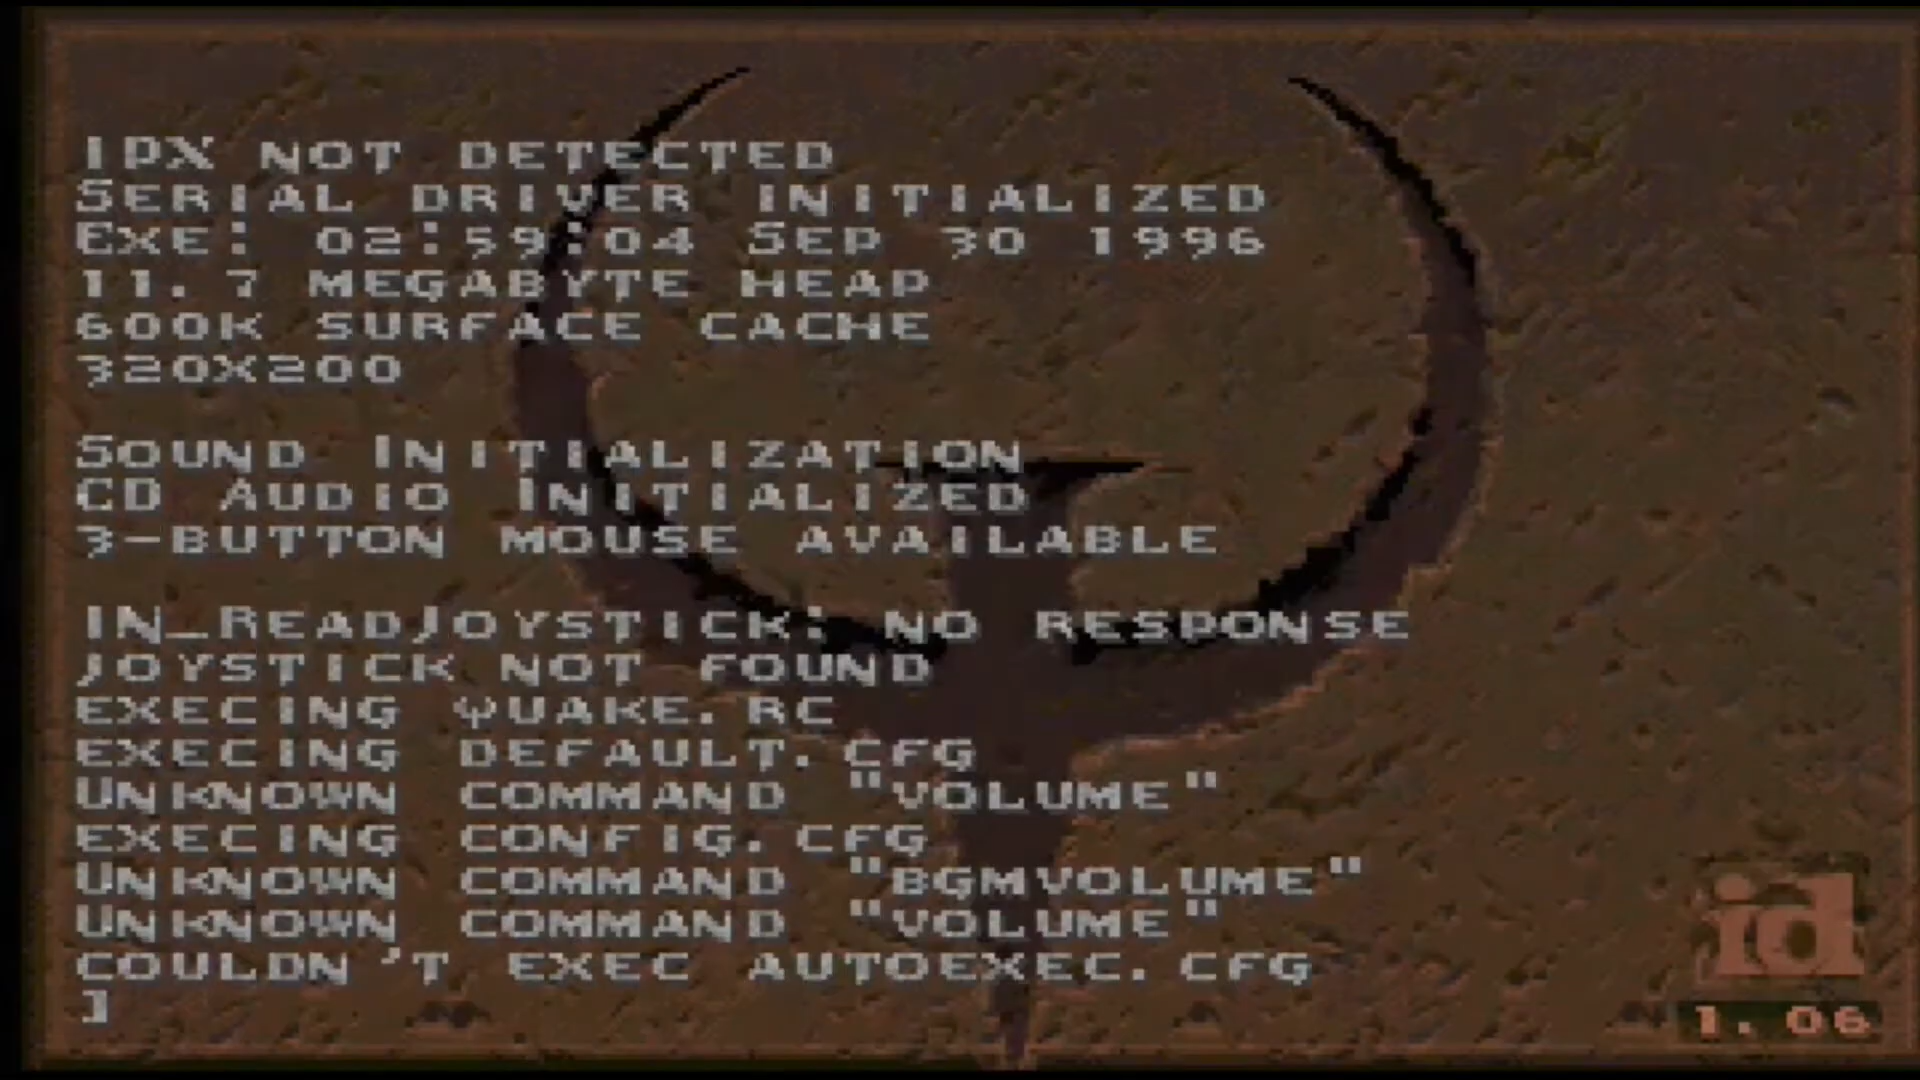 IPX NOT DETECTED
SERIAL DRIVER INITIALIZED
EXE: 02:59:04 SEP 30 1996
11.7 MEGABYTE HEAP
600K SURFACE CACHE
320X200
SOUND INITIALIZATION
CD AUDIO INITIALIZED
3-BUTTON MOUSE AVAILABLE
IN_READJOYSTICK: NO RESPONSE
JOYSTICK NOT FOUND
EXECING QUAKE.RC
EXECING DEFAULT.CFG
UNKNOWN COMMAND "VOLUME"
EXECING CONFIG.CFG
UNKNOWN COMMAND "BGMVOLUME"
UNKNOWN COMMAND "VOLUME"
COULDN'T EXEC AUTOEXEC.CFG
]
id
1.06